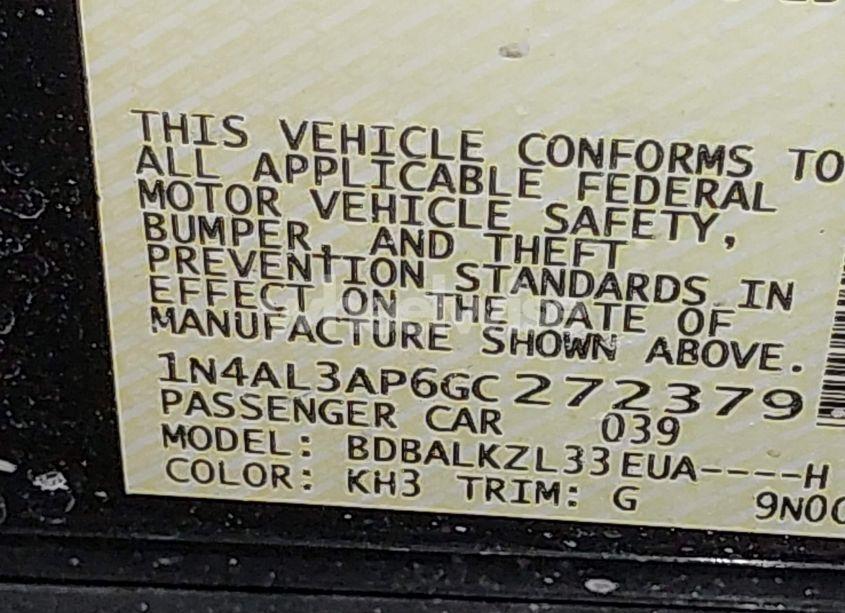 THIS VEHICLE CONFORMS TO
ALL APPLICABLE FEDERAL
MOTOR VEHICLE SAFETY,
BUMPER, AND THEFT
PREVENTION STANDARDS IN
EFFECT ON THE DATE OF
MANUFACTURE SHOWN ABOVE.
1N4AL3AP6GC272379
PASSENGER CAR 039
MODEL: BDBALKZL33EUA----H
COLOR: KH3 TRIM: G 9N0C